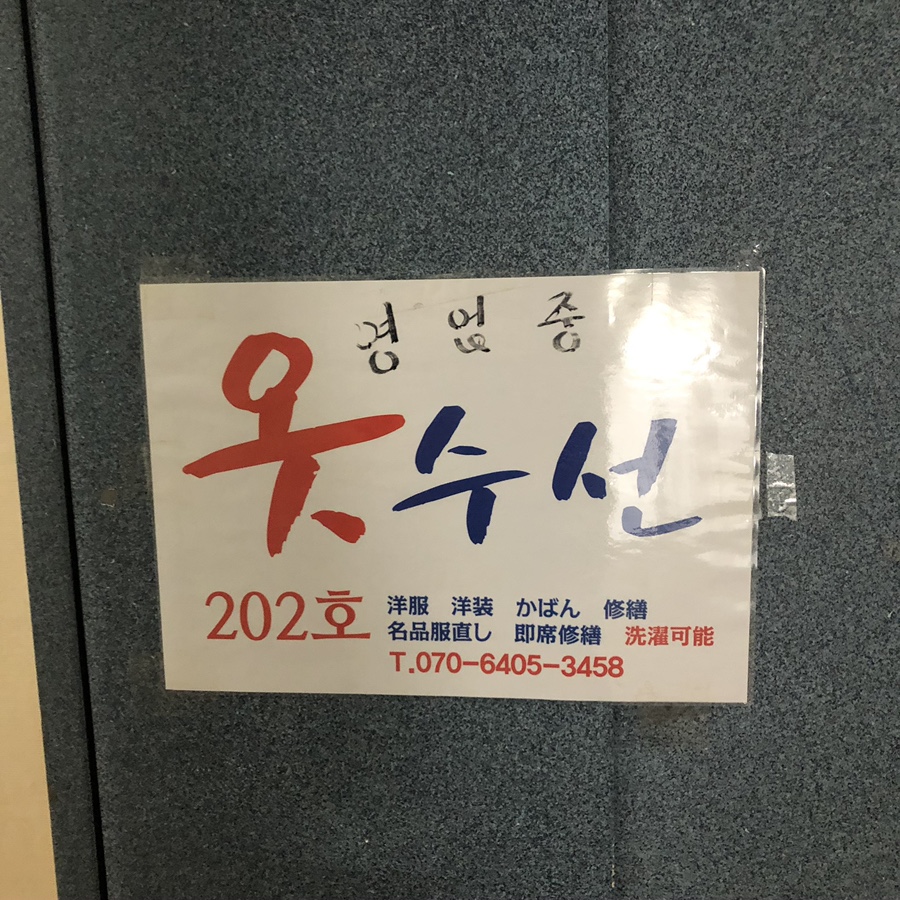 영업중
옷수선
202호
洋服 洋装 かばん 修繕
名品服直し 即席修繕 洗濯可能
T.070-6405-3458